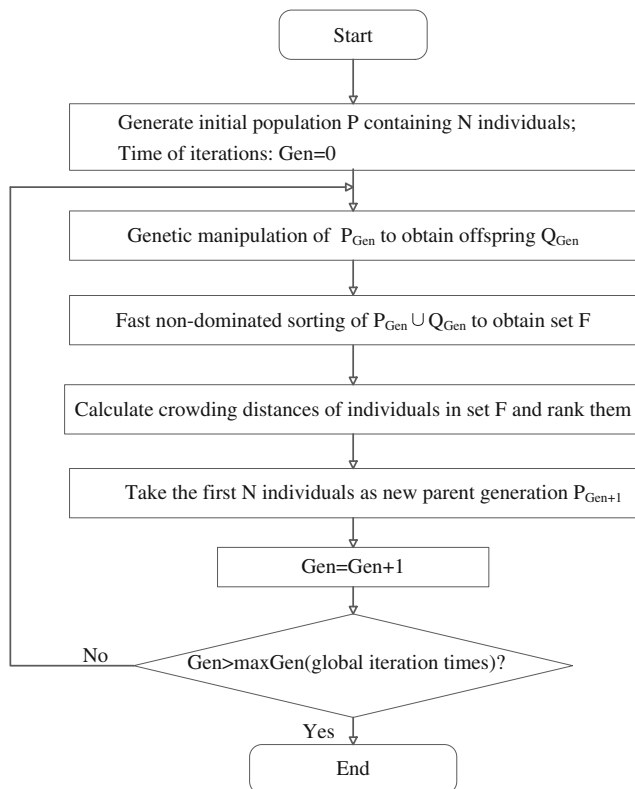 Start
Generate initial population P containing N individuals;
Time of iterations: Gen=0
Genetic manipulation of P_Gen to obtain offspring Q_Gen
Fast non-dominated sorting of P_Gen ∪ Q_Gen to obtain set F
Calculate crowding distances of individuals in set F and rank them
Take the first N individuals as new parent generation P_Gen+1
Gen=Gen+1
Gen>maxGen(global iteration times)?
No
Yes
End